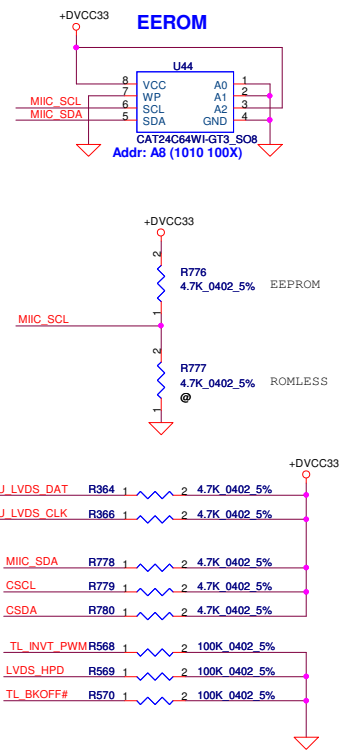 +DVCC33
EEROM
U44
8 VCC A0 1
7 WP A1 2
MIIC_SCL 6 SCL A2 3
MIIC_SDA 5 SDA GND 4
CAT24C64WI-GT3_SO8
Addr: A8 (1010 100X)
+DVCC33
2
R776
4.7K_0402_5% EEPROM
1
MIIC_SCL
2
R777
4.7K_0402_5% ROMLESS
@
1
+DVCC33
U_LVDS_DAT R364 1 2 4.7K_0402_5%
U_LVDS_CLK R366 1 2 4.7K_0402_5%
MIIC_SDA R778 1 2 4.7K_0402_5%
CSCL R779 1 2 4.7K_0402_5%
CSDA R780 1 2 4.7K_0402_5%
TL_INVT_PWM R568 1 2 100K_0402_5%
LVDS_HPD R569 1 2 100K_0402_5%
TL_BKOFF# R570 1 2 100K_0402_5%